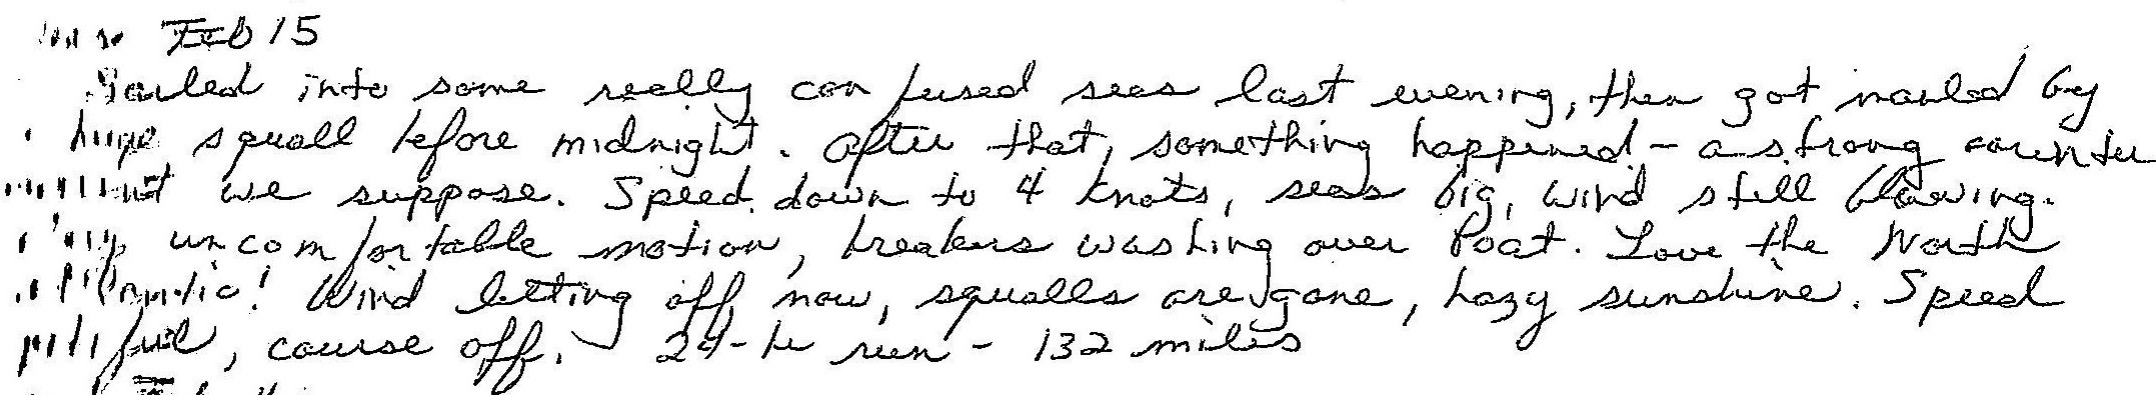 Feb 15
Sailed into some really confused seas last evening, then got nailed by
huge squall before midnight. After that, something happened - a strong counter
we suppose. Speed down to 4 knots, seas big, wind still blowing.
uncomfortable motion, breakers washing over boat. Love the North
Atlantic! Wind letting off now, squalls are gone, hazy sunshine. Speed
pitiful, course off. 24-hr run - 132 miles